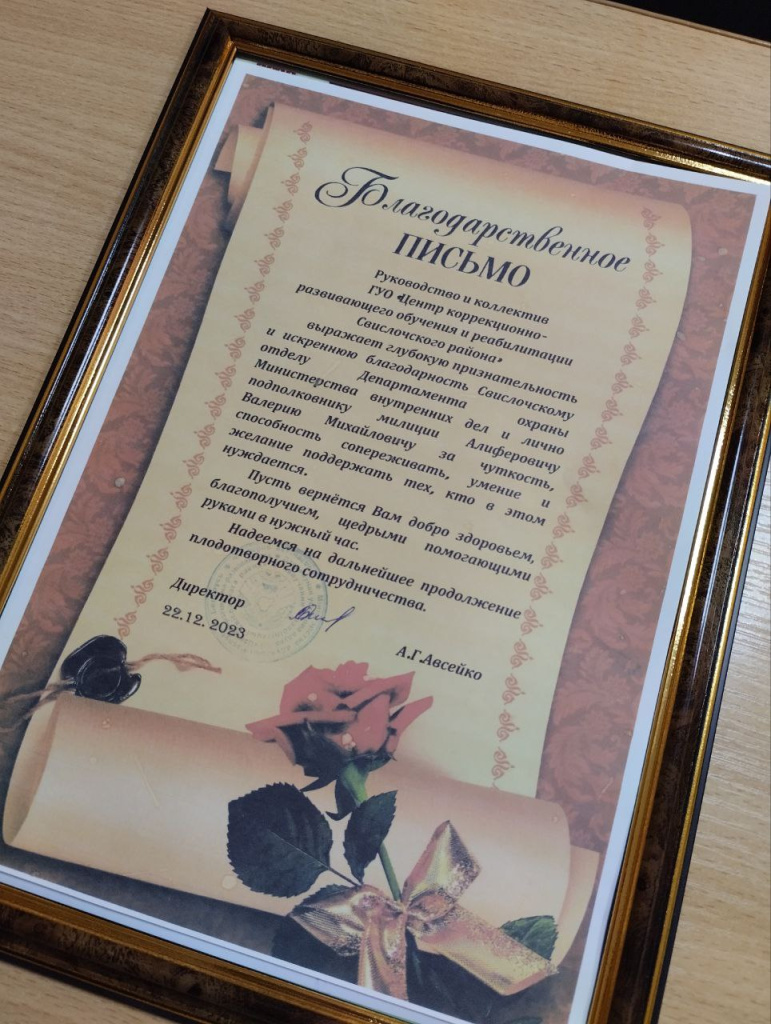 Благодарственное
ПИСЬМО
Руководство и коллектив
ГУО «Центр коррекционно-
развивающего обучения и реабилитации
Свислочского района»
выражает глубокую признательность
и искреннюю благодарность Свислочскому
отделу Департамента охраны
Министерства внутренних дел и лично
подполковнику милиции Алиферовичу
Валерию Михайловичу за чуткость,
способность сопереживать, умение и
желание поддержать тех, кто в этом
нуждается.
Пусть вернётся Вам добро здоровьем,
благополучием, щедрыми помогающими
руками в нужный час.
Надеемся на дальнейшее продолжение
плодотворного сотрудничества.
Директор
22.12. 2023
А.Г.Авсейко